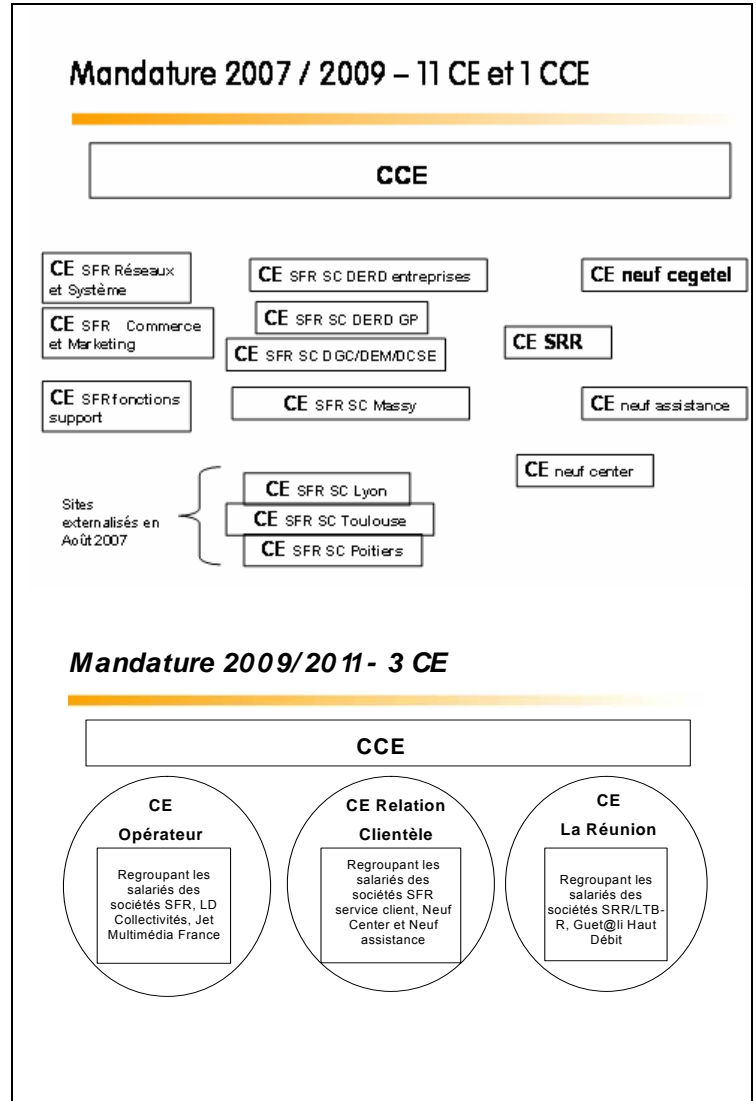 Mandature 2007 / 2009 – 11 CE et 1 CCE
CCE
CE SFR Réseaux
et Système
CE SFR Commerce
et Marketing
CE SFR fonctions
support
CE SFR SC DERD entreprises
CE SFR SC DERD GP
CE SFR SC DGC/DEM/DCSE
CE SFR SC Massy
CE neuf cegetel
CE SRR
CE neuf assistance
CE neuf center
Sites
externalisés en
Août 2007
CE SFR SC Lyon
CE SFR SC Toulouse
CE SFR SC Poitiers
Mandature 2009/2011- 3 CE
CCE
CE
Opérateur
Regroupant les
salariés des
sociétés SFR, LD
Collectivités, Jet
Multimédia France
CE Relation
Clientèle
Regroupant les
salariés des
sociétés SFR
service client, Neuf
Center et Neuf
assistance
CE
La Réunion
Regroupant les
salariés des
sociétés SRR/LTB-
R, Guet@li Haut
Débit